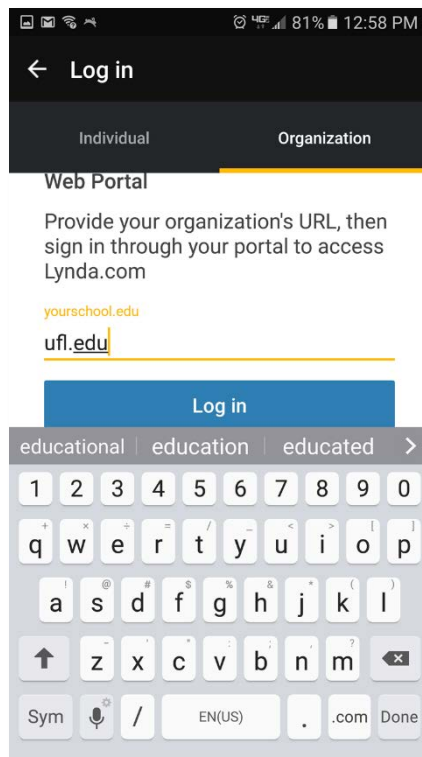 4G 81% 12:58 PM
Log in
Individual Organization
Web Portal
Provide your organization's URL, then
sign in through your portal to access
Lynda.com
yourschool.edu
ufl.edu
Log in
educational education educated >
1 2 3 4 5 6 7 8 9 0
+ × ÷ = / _ < > [ ]
q w e r t y u i o p
! @ # $ % & * ( )
a s d f g h j k l
- ' " : ; , ?
z x c v b n m
Sym / EN(US) . .com Done